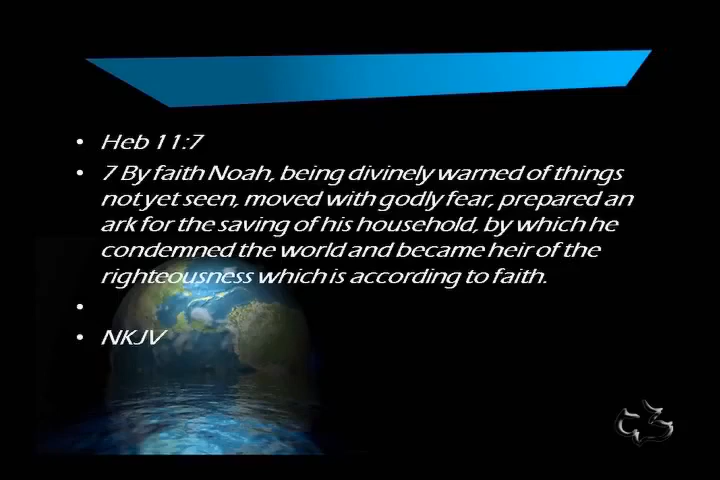 • Heb 11:7
• 7 By faith Noah, being divinely warned of things
not yet seen, moved with godly fear, prepared an
ark for the saving of his household, by which he
condemned the world and became heir of the
righteousness which is according to faith.
•
• NKJV
c3